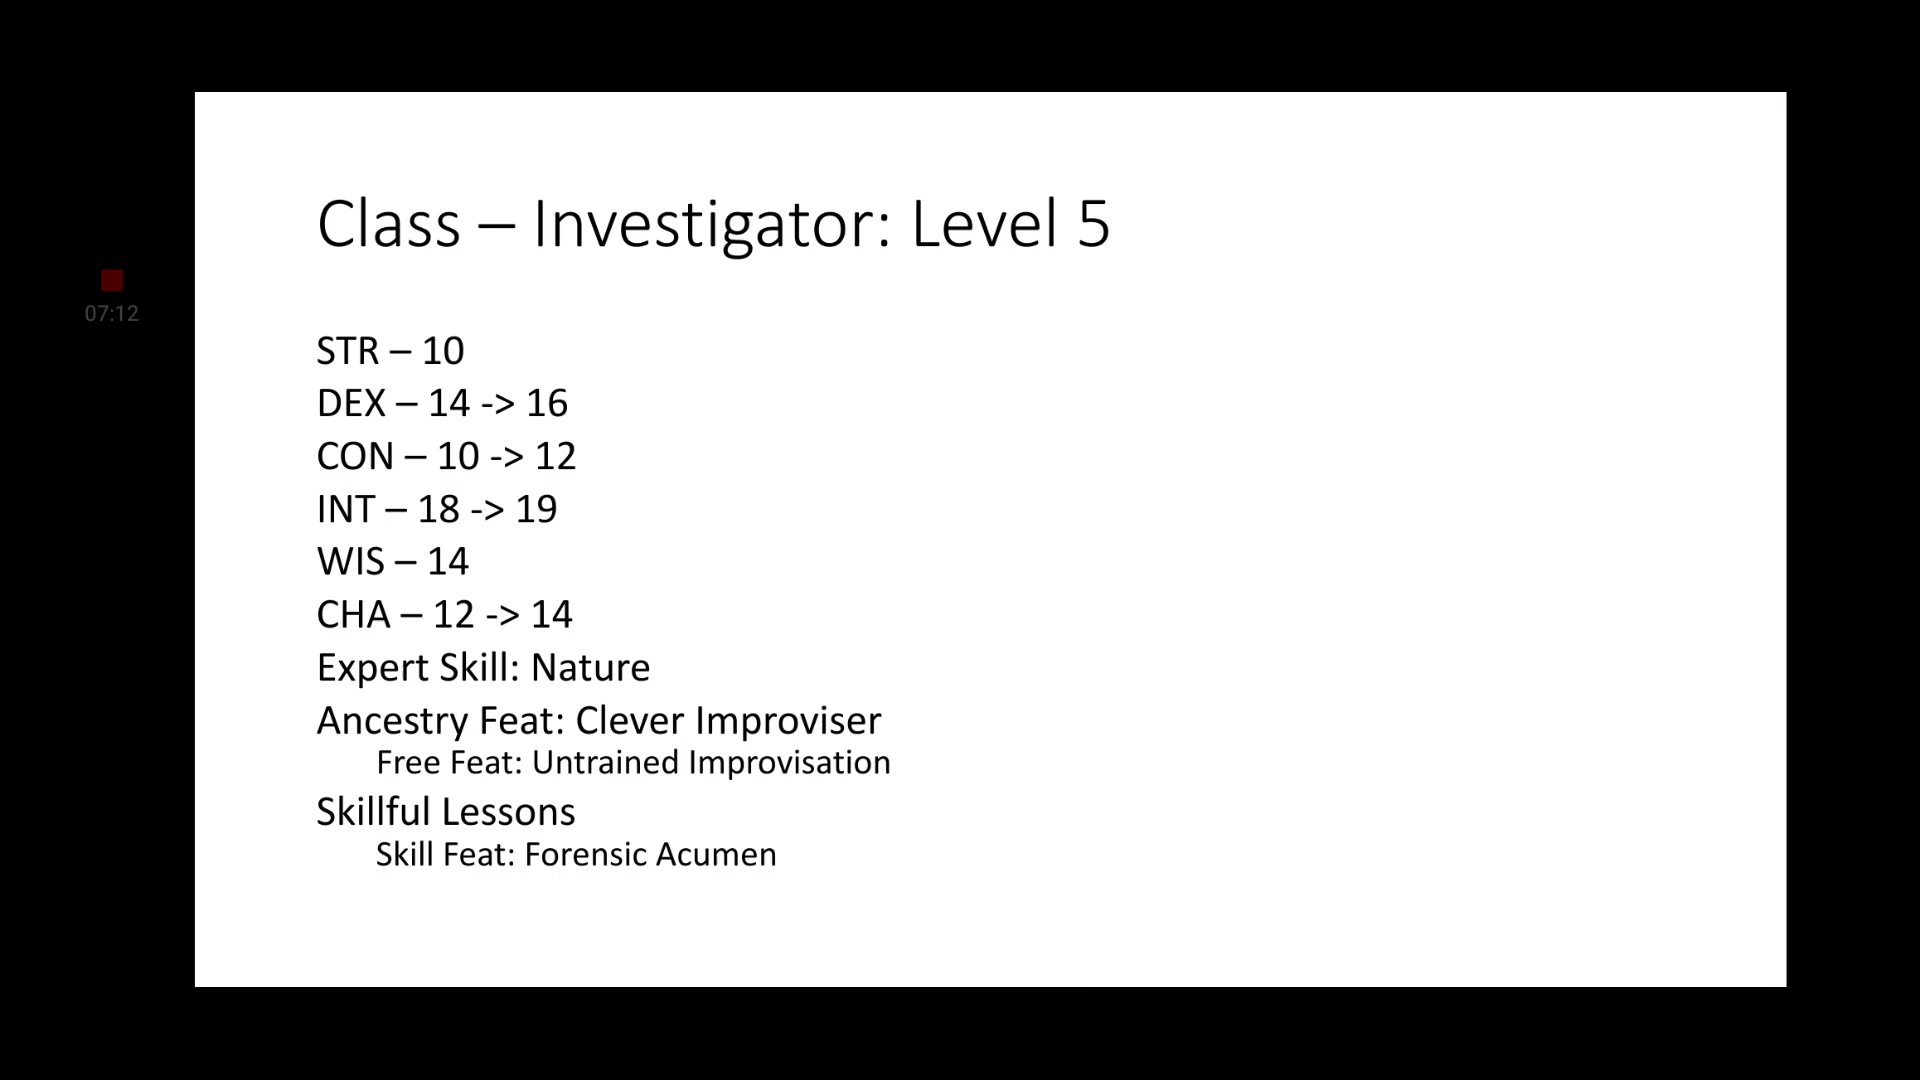 Class – Investigator: Level 5
07:12
STR – 10
DEX – 14 -> 16
CON – 10 -> 12
INT – 18 -> 19
WIS – 14
CHA – 12 -> 14
Expert Skill: Nature
Ancestry Feat: Clever Improviser
Free Feat: Untrained Improvisation
Skillful Lessons
Skill Feat: Forensic Acumen